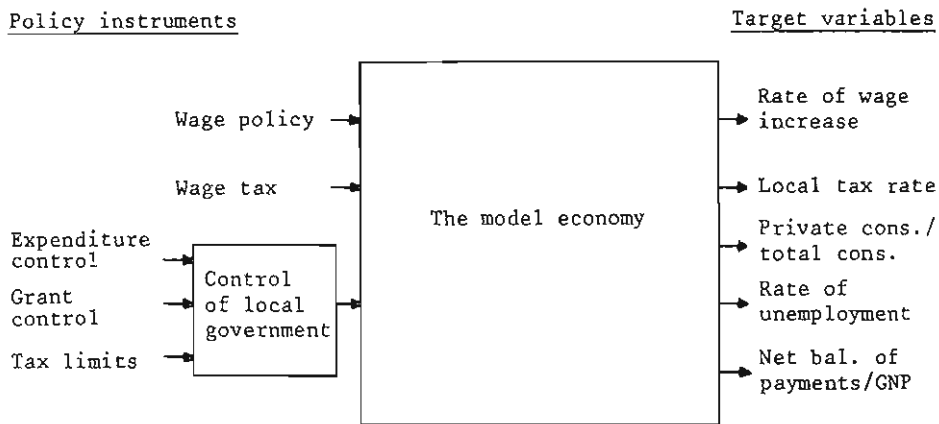 Policy instruments
Target variables
Wage policy
Wage tax
Expenditure
control
Grant
control
Tax limits
Control
of local
government
The model economy
Rate of wage
increase
Local tax rate
Private cons./
total cons.
Rate of
unemployment
Net bal. of
payments/GNP